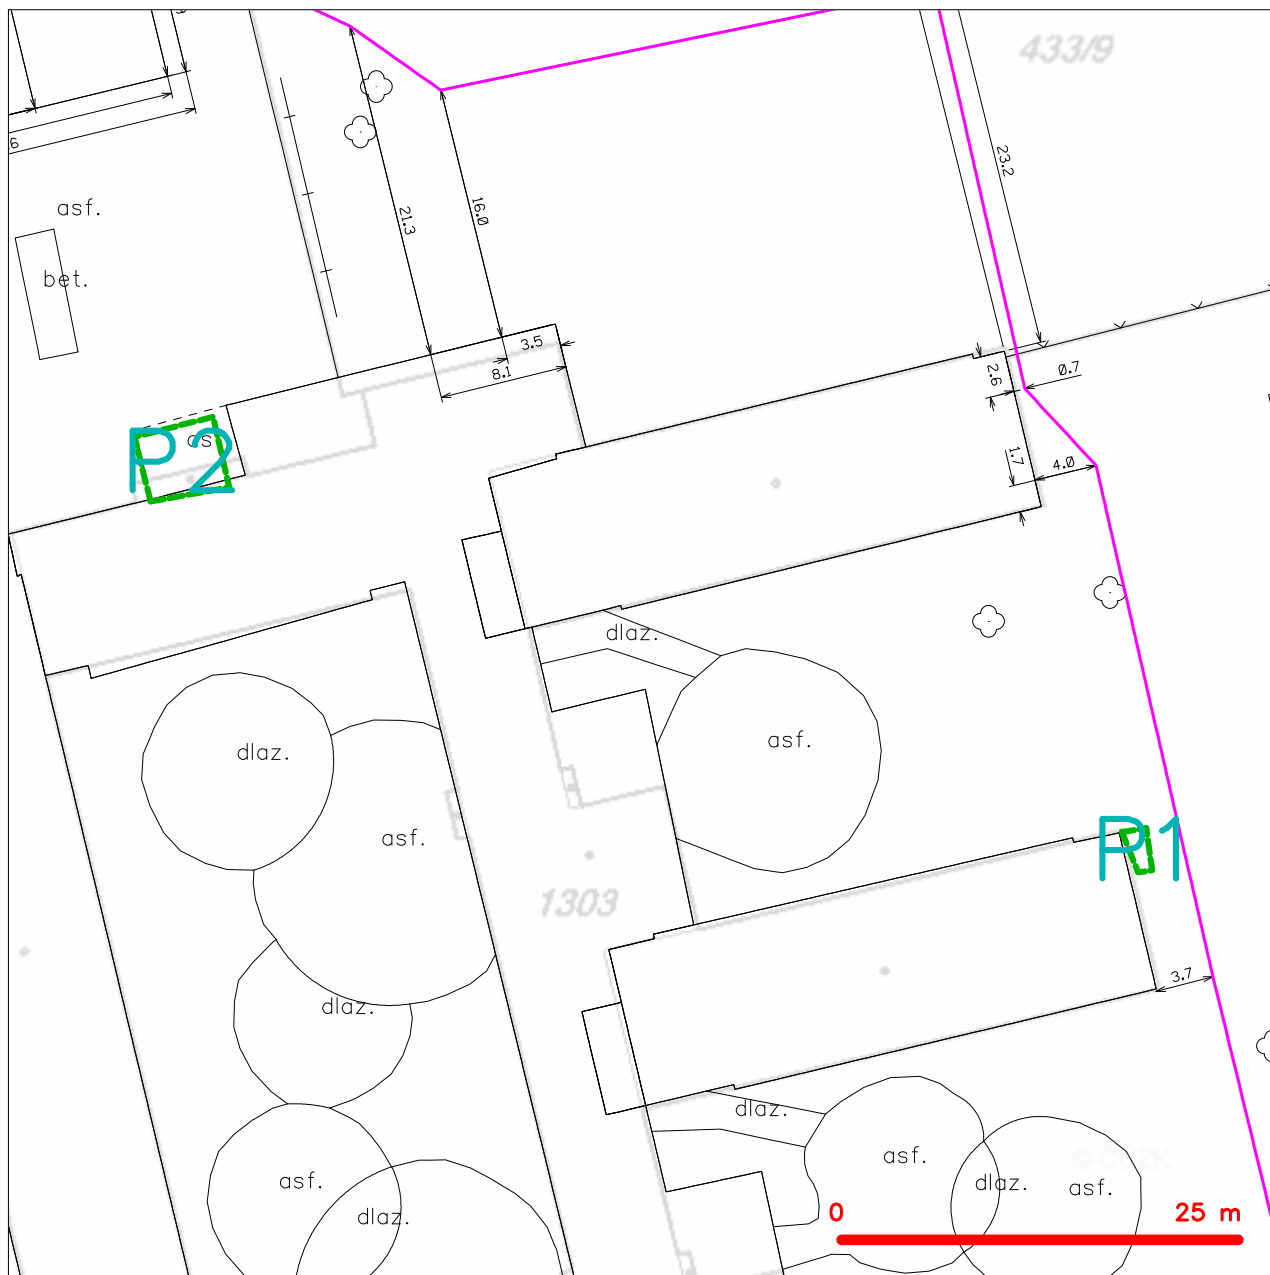 433/9
6
23.2
asf.
21.3
16.0
bet.
3.5
8.1
2.6
0.7
P2
1.7
4.0
dlaz.
dlaz.
asf.
asf.
P1
1303
3.7
dlaz.
dlaz.
asf.
asf.
dlaz.
asf.
dlaz.
0
25 m